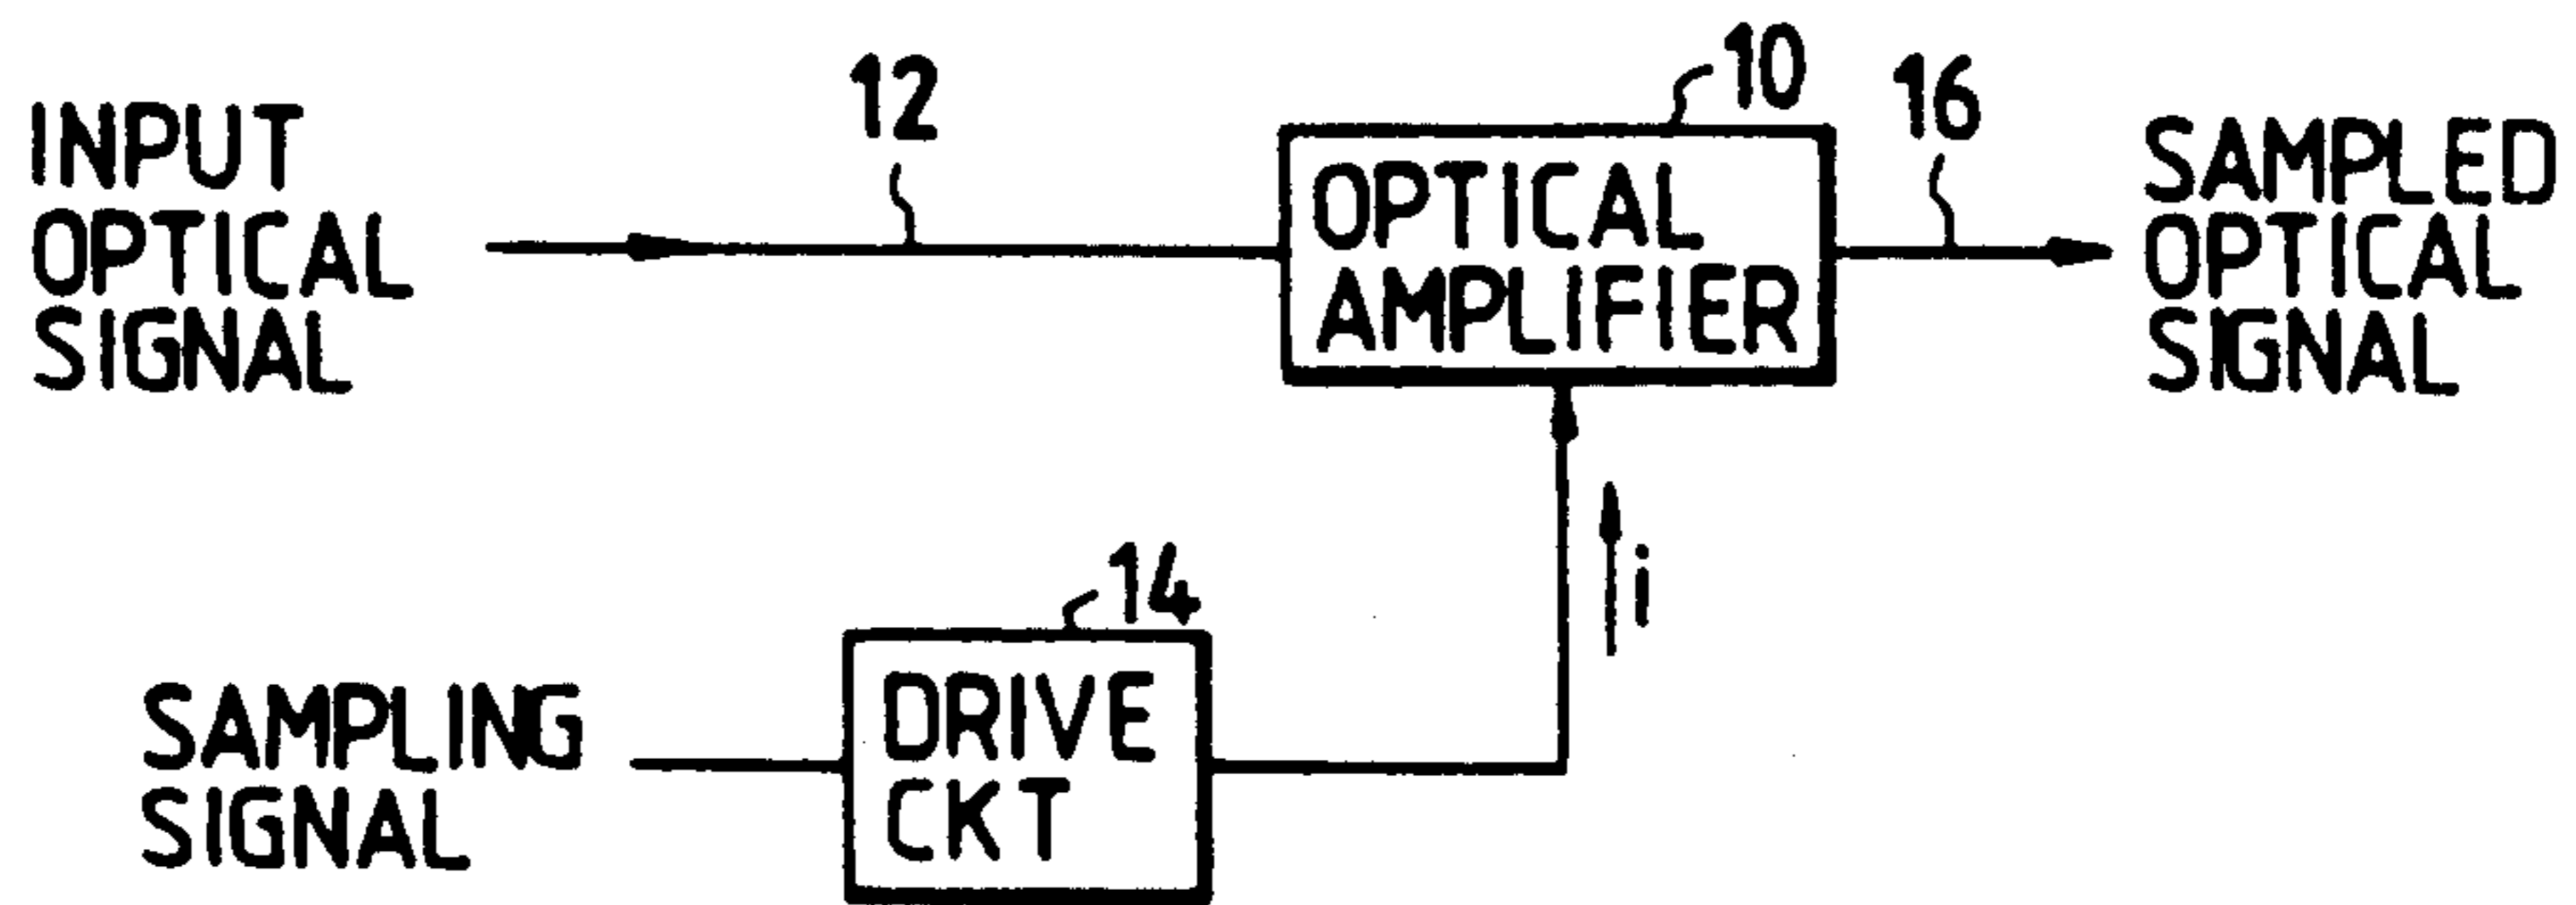 INPUT
OPTICAL
SIGNAL
12
10
OPTICAL
AMPLIFIER
16
SAMPLED
OPTICAL
SIGNAL
i
14
SAMPLING
SIGNAL
DRIVE
CKT